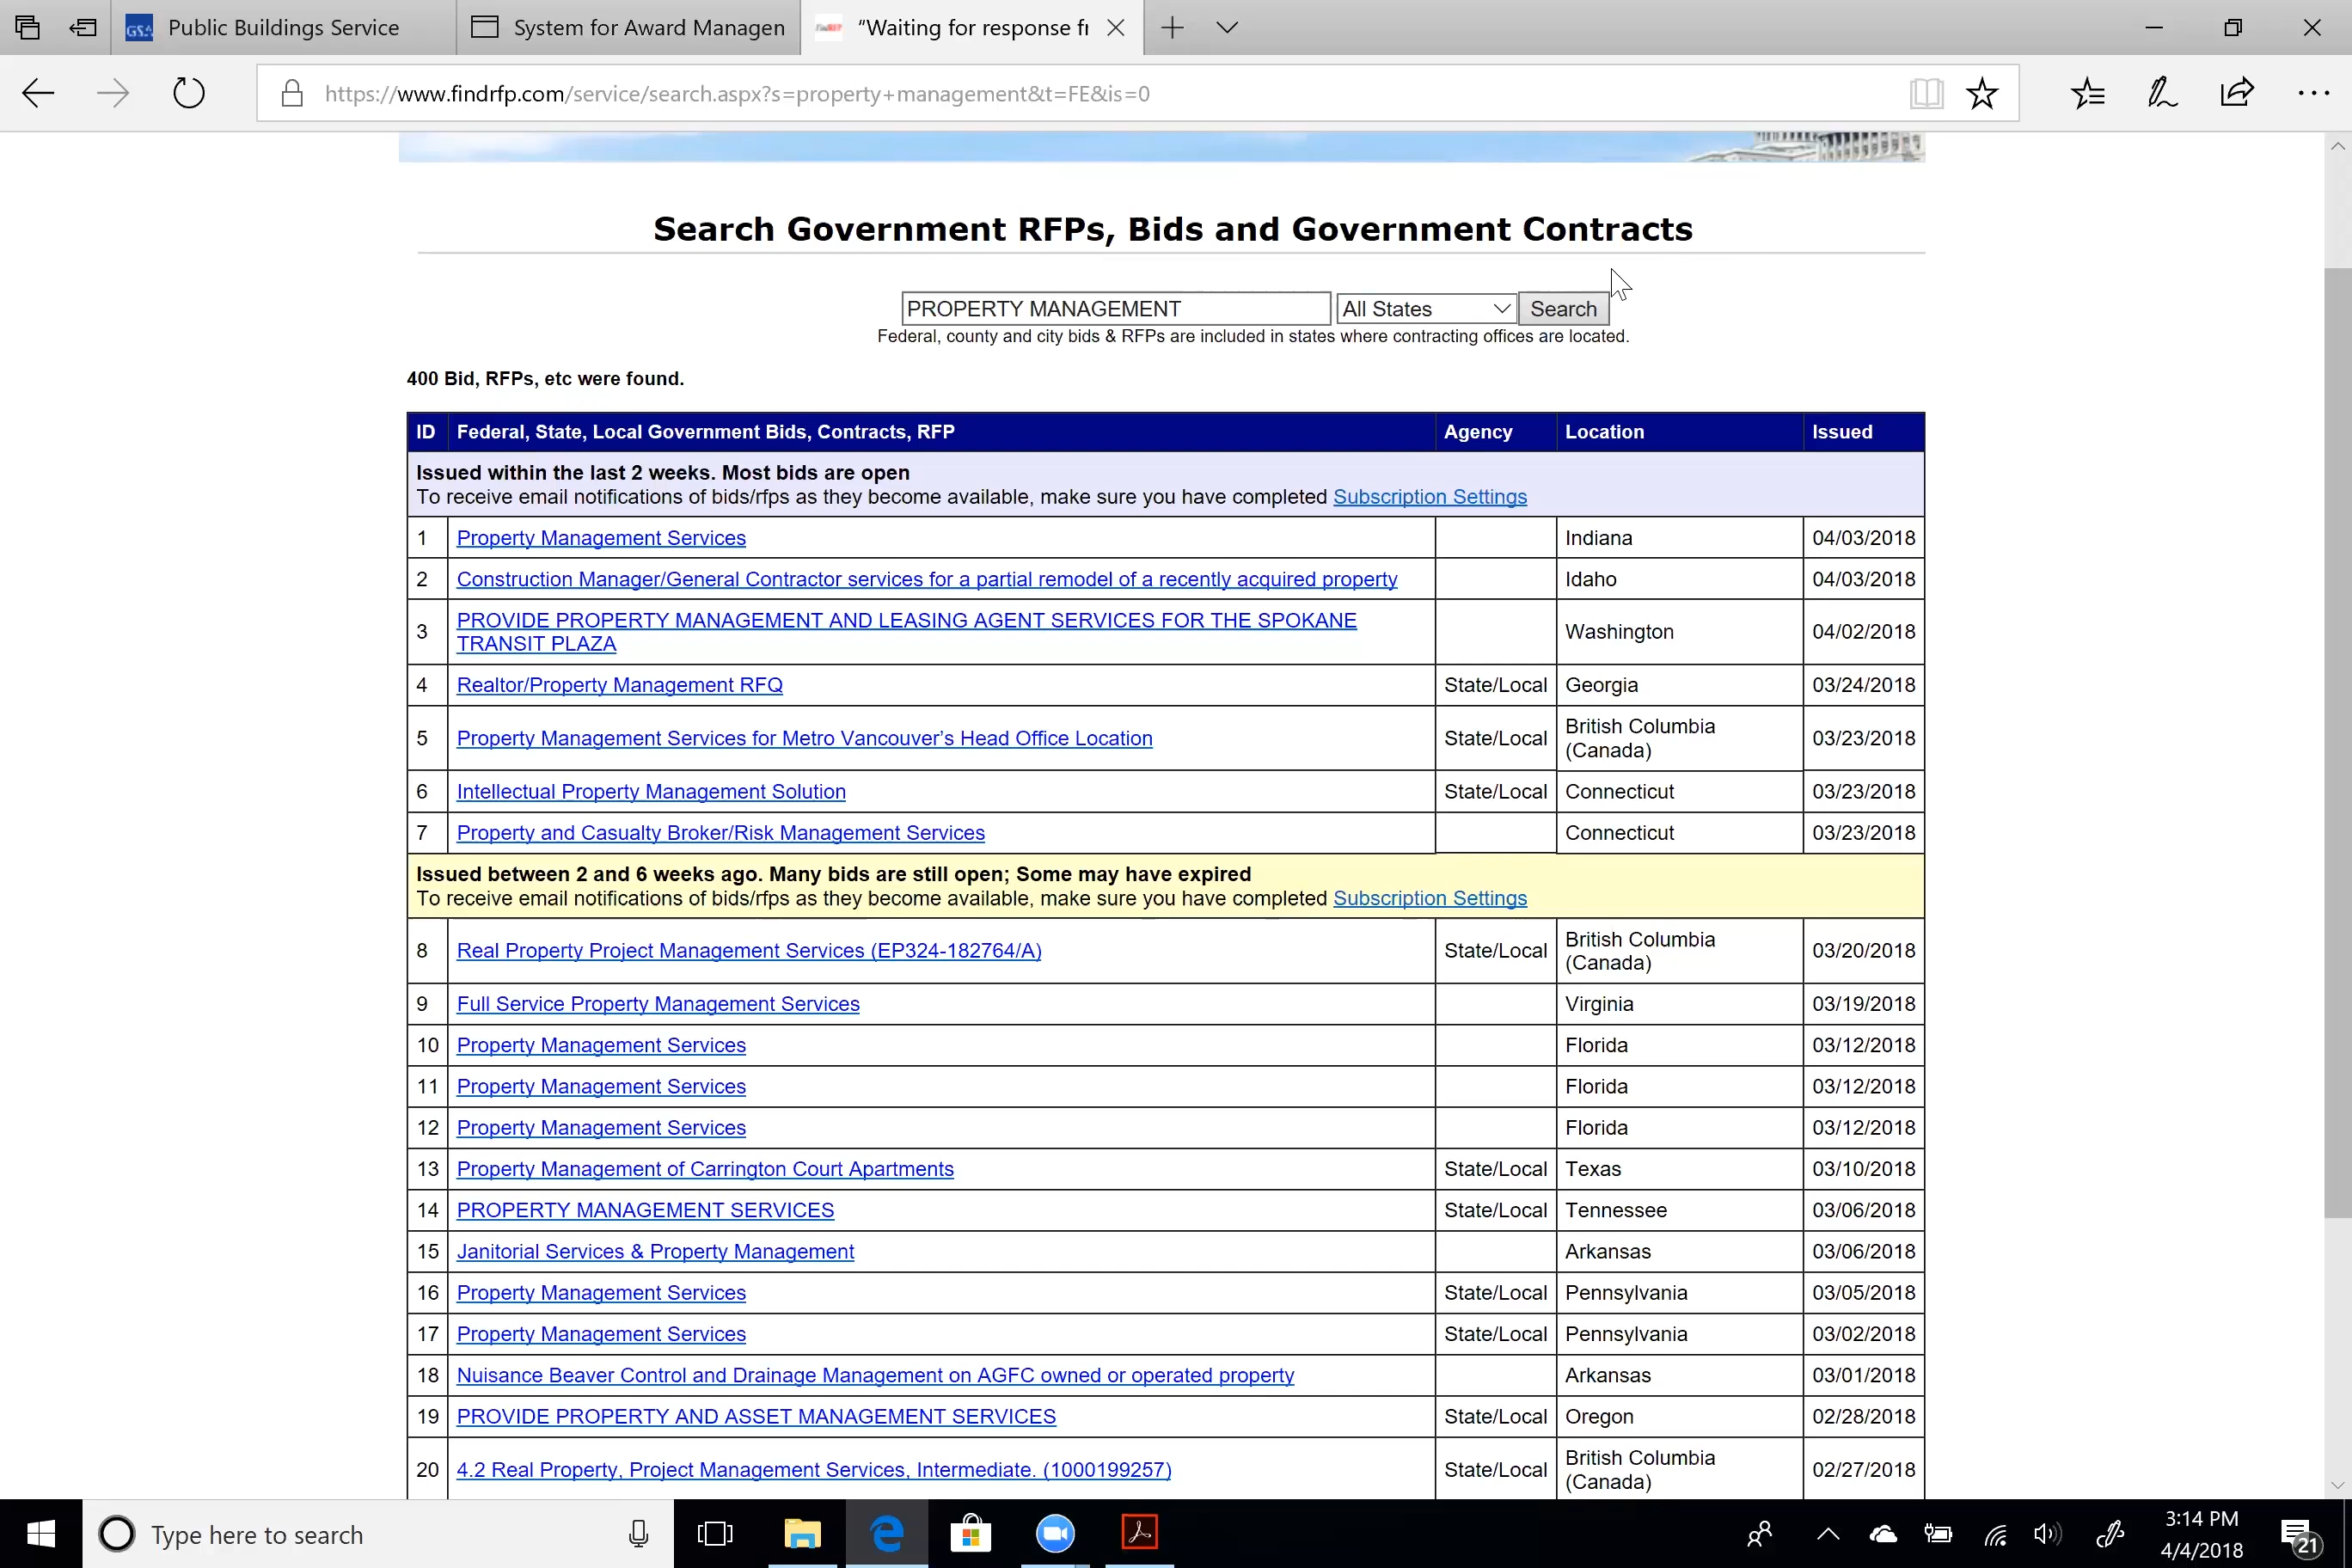 Public Buildings Service
System for Award Managen
"Waiting for response fi
https://www.findrfp.com/service/search.aspx?s=property+management&t=FE&is=0
Search Government RFPs, Bids and Government Contracts
PROPERTY MANAGEMENT All States Search
Federal, county and city bids & RFPs are included in states where contracting offices are located.
400 Bid, RFPs, etc were found.
ID Federal, State, Local Government Bids, Contracts, RFP Agency Location Issued
Issued within the last 2 weeks. Most bids are open
To receive email notifications of bids/rfps as they become available, make sure you have completed Subscription Settings
1 Property Management Services Indiana 04/03/2018
2 Construction Manager/General Contractor services for a partial remodel of a recently acquired property Idaho 04/03/2018
3 PROVIDE PROPERTY MANAGEMENT AND LEASING AGENT SERVICES FOR THE SPOKANE
TRANSIT PLAZA Washington 04/02/2018
4 Realtor/Property Management RFQ State/Local Georgia 03/24/2018
5 Property Management Services for Metro Vancouver’s Head Office Location State/Local British Columbia
(Canada) 03/23/2018
6 Intellectual Property Management Solution State/Local Connecticut 03/23/2018
7 Property and Casualty Broker/Risk Management Services Connecticut 03/23/2018
Issued between 2 and 6 weeks ago. Many bids are still open; Some may have expired
To receive email notifications of bids/rfps as they become available, make sure you have completed Subscription Settings
8 Real Property Project Management Services (EP324-182764/A) State/Local British Columbia
(Canada) 03/20/2018
9 Full Service Property Management Services Virginia 03/19/2018
10 Property Management Services Florida 03/12/2018
11 Property Management Services Florida 03/12/2018
12 Property Management Services Florida 03/12/2018
13 Property Management of Carrington Court Apartments State/Local Texas 03/10/2018
14 PROPERTY MANAGEMENT SERVICES State/Local Tennessee 03/06/2018
15 Janitorial Services & Property Management Arkansas 03/06/2018
16 Property Management Services State/Local Pennsylvania 03/05/2018
17 Property Management Services State/Local Pennsylvania 03/02/2018
18 Nuisance Beaver Control and Drainage Management on AGFC owned or operated property Arkansas 03/01/2018
19 PROVIDE PROPERTY AND ASSET MANAGEMENT SERVICES State/Local Oregon 02/28/2018
20 4.2 Real Property, Project Management Services, Intermediate. (1000199257) State/Local British Columbia
(Canada) 02/27/2018
Type here to search
3:14 PM
4/4/2018
21